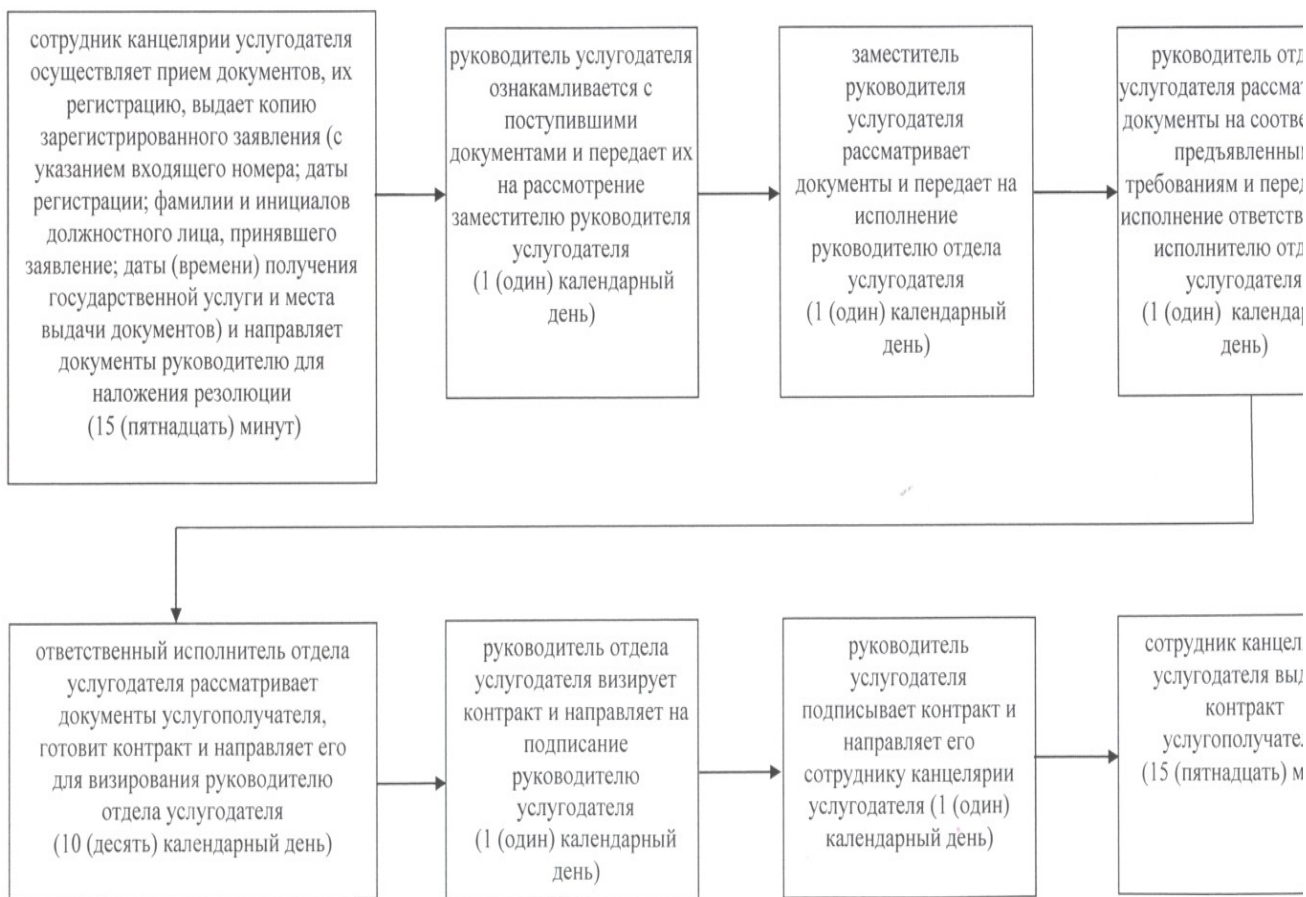 сотрудник канцелярии услугодателя
осуществляет прием документов, их
регистрацию, выдает копию
зарегистрированного заявления (с
указанием входящего номера; даты
регистрации; фамилии и инициалов
должностного лица, принявшего
заявление; даты (времени) получения
государственной услуги и места
выдачи документов) и направляет
документы руководителю для
наложения резолюции
(15 (пятнадцать) минут)
руководитель услугодателя
ознакамливается с
поступившими
документами и передает их
на рассмотрение
заместителю руководителя
услугодателя
(1 (один) календарный
день)
заместитель
руководителя
услугодателя
рассматривает
документы и передает на
исполнение
руководителю отдела
услугодателя
(1 (один) календарный
день)
руководитель
услугодателя
документы на
требованиям и
исполнение
исполнителю
услугодателя
(1 (один)
день)
ответственный исполнитель отдела
услугодателя рассматривает
документы услугополучателя,
готовит контракт и направляет его
для визирования руководителю
отдела услугодателя
(10 (десять) календарный день)
руководитель отдела
услугодателя визирует
контракт и направляет на
подписание
руководителю
услугодателя
(1 (один) календарный
день)
руководитель
услугодателя
подписывает контракт и
направляет его
сотруднику канцелярии
услугодателя (1 (один)
календарный день)
сотрудник
услугодателя
контракт
(15 (пятнадцать)